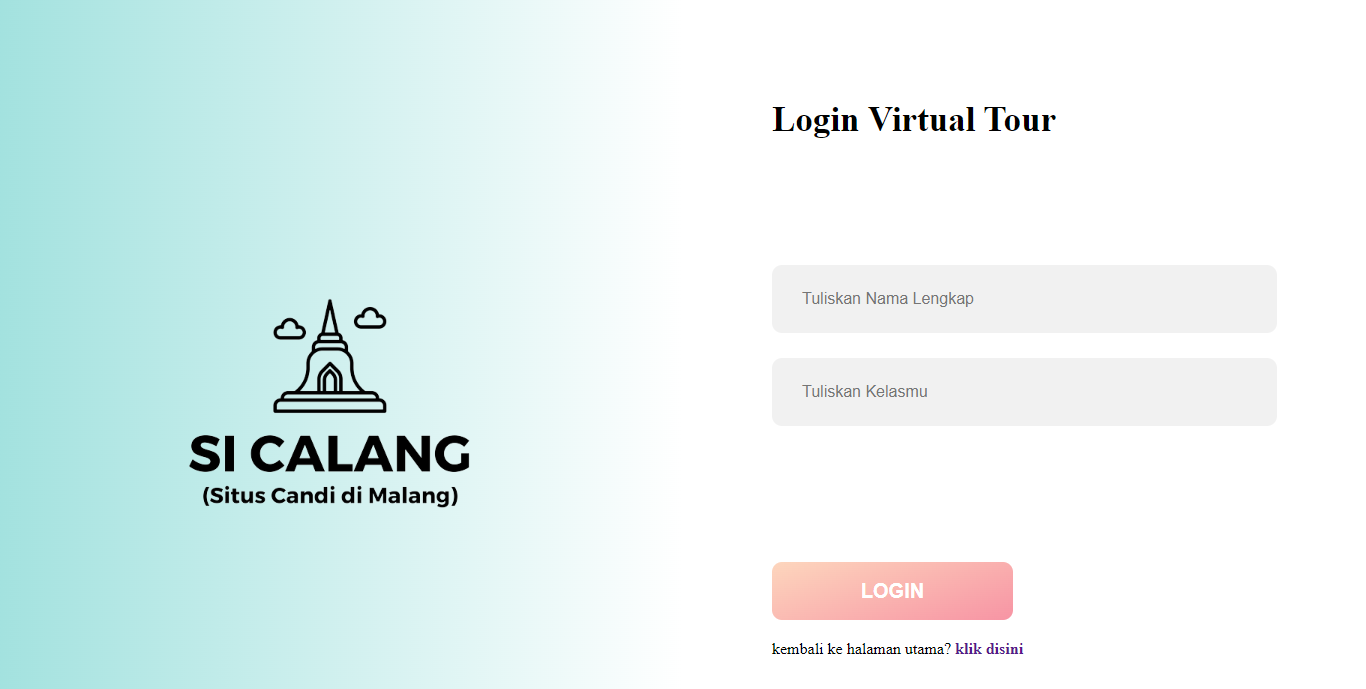 SI CALANG
(Situs Candi di Malang)
Login Virtual Tour
Tuliskan Nama Lengkap
Tuliskan Kelasmu
LOGIN
kembali ke halaman utama? klik disini